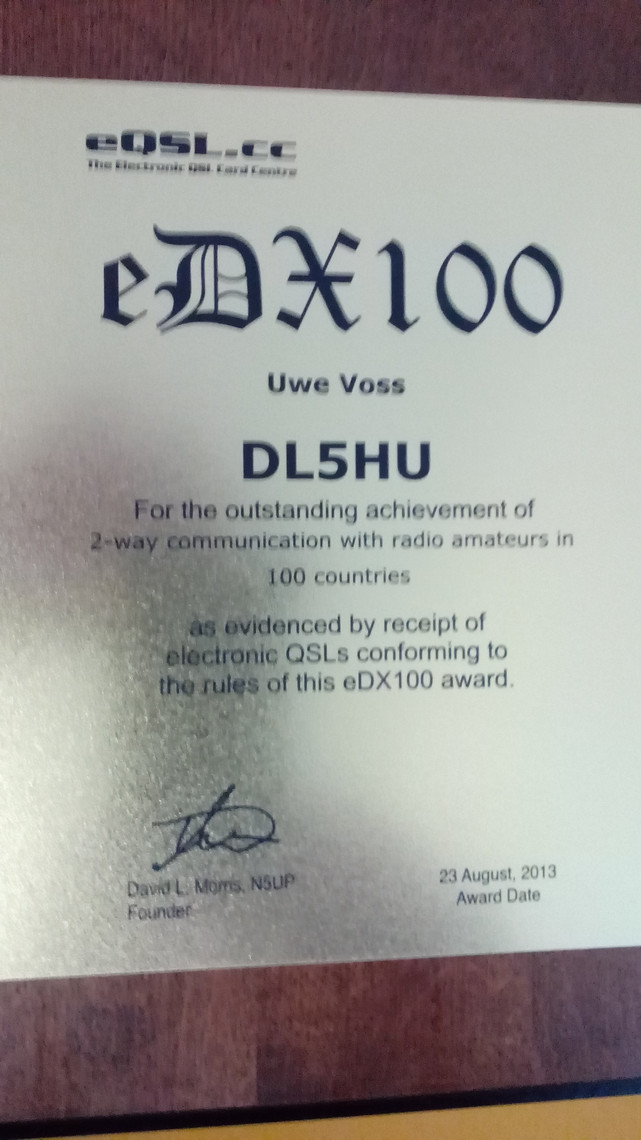 eQSL.cc
The Electronic QSL Card Centre
eDX100
Uwe Voss
DL5HU
For the outstanding achievement of
2-way communication with radio amateurs in
100 countries
as evidenced by receipt of
electronic QSLs conforming to
the rules of this eDX100 award.
David L. Morris, N5UP
Founder
23 August, 2013
Award Date